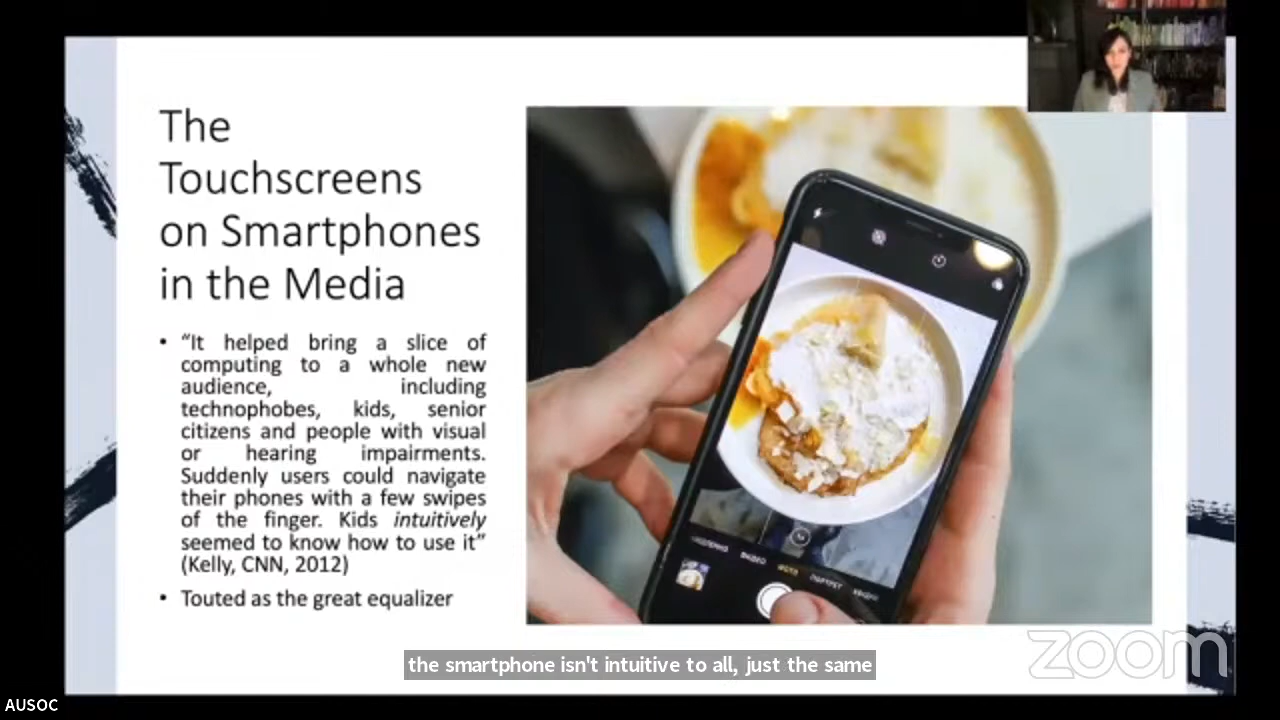 The
Touchscreens
on Smartphones
in the Media
• “It helped bring a slice of
computing to a whole new
audience, including
technophobes, kids, senior
citizens and people with visual
or hearing impairments.
Suddenly users could navigate
their phones with a few swipes
of the finger. Kids intuitively
seemed to know how to use it”
(Kelly, CNN, 2012)
• Touted as the great equalizer
ВИДЕО ФОТО ПОРТРЕТ
the smartphone isn't intuitive to all, just the same
zoom
AUSOC